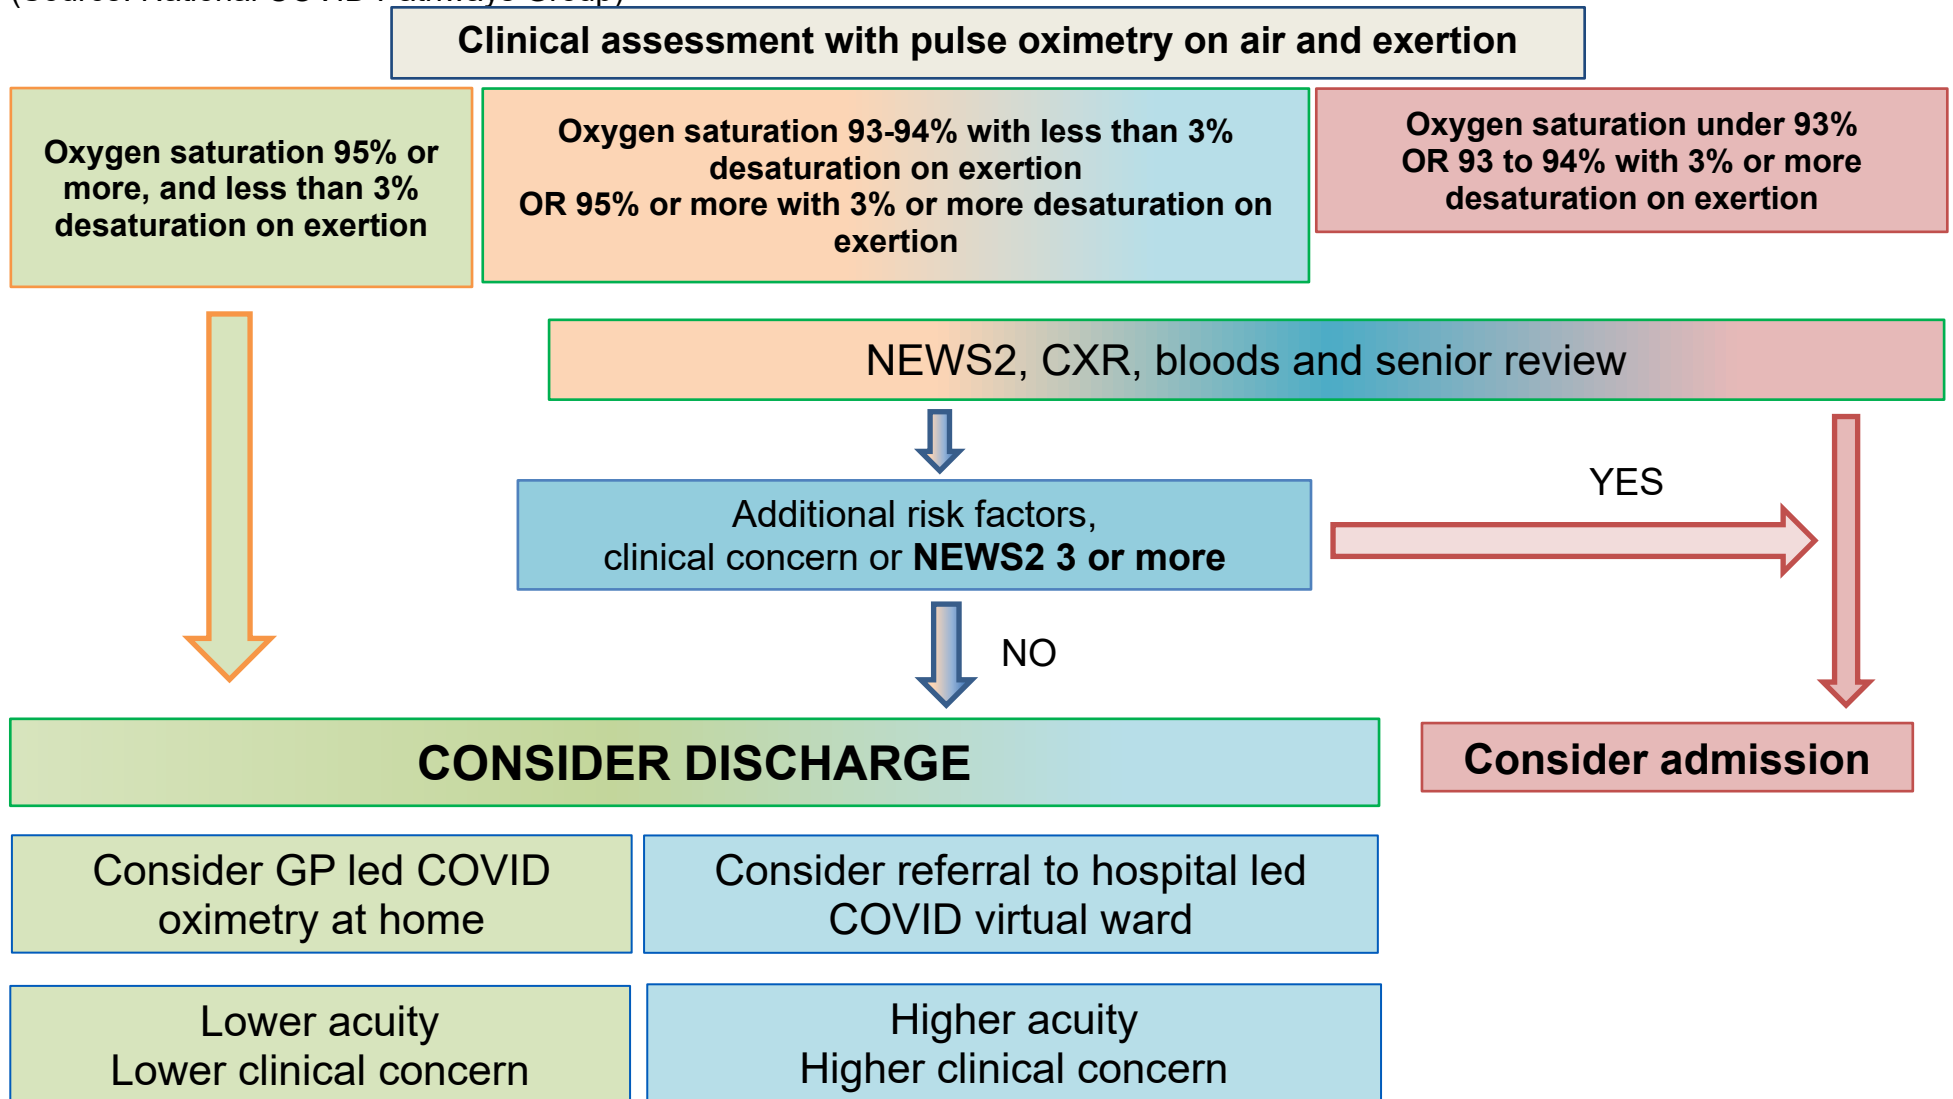 (Source: National COVID Pathways Group)
Clinical assessment with pulse oximetry on air and exertion
Oxygen saturation 95% or
more, and less than 3%
desaturation on exertion
Oxygen saturation 93-94% with less than 3%
desaturation on exertion
OR 95% or more with 3% or more desaturation on
exertion
Oxygen saturation under 93%
OR 93 to 94% with 3% or more
desaturation on exertion
NEWS2, CXR, bloods and senior review
Additional risk factors,
clinical concern or NEWS2 3 or more
YES
NO
CONSIDER DISCHARGE
Consider admission
Consider GP led COVID
oximetry at home
Consider referral to hospital led
COVID virtual ward
Lower acuity
Lower clinical concern
Higher acuity
Higher clinical concern